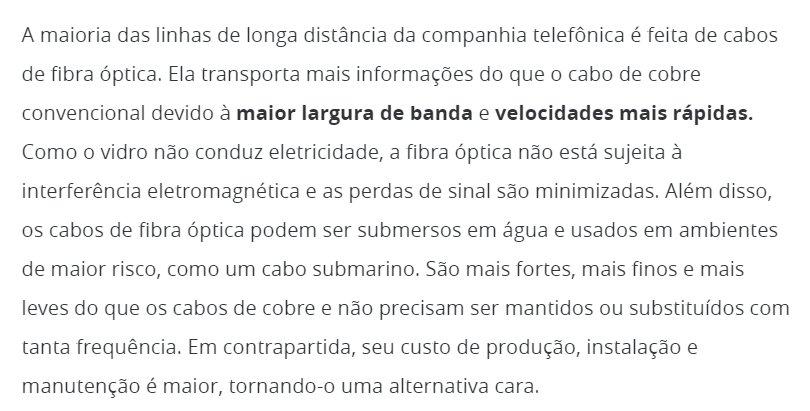 A maioria das linhas de longa distância da companhia telefônica é feita de cabos
de fibra óptica. Ela transporta mais informações do que o cabo de cobre
convencional devido à maior largura de banda e velocidades mais rápidas.
Como o vidro não conduz eletricidade, a fibra óptica não está sujeita à
interferência eletromagnética e as perdas de sinal são minimizadas. Além disso,
os cabos de fibra óptica podem ser submersos em água e usados em ambientes
de maior risco, como um cabo submarino. São mais fortes, mais finos e mais
leves do que os cabos de cobre e não precisam ser mantidos ou substituídos com
tanta frequência. Em contrapartida, seu custo de produção, instalação e
manutenção é maior, tornando-o uma alternativa cara.